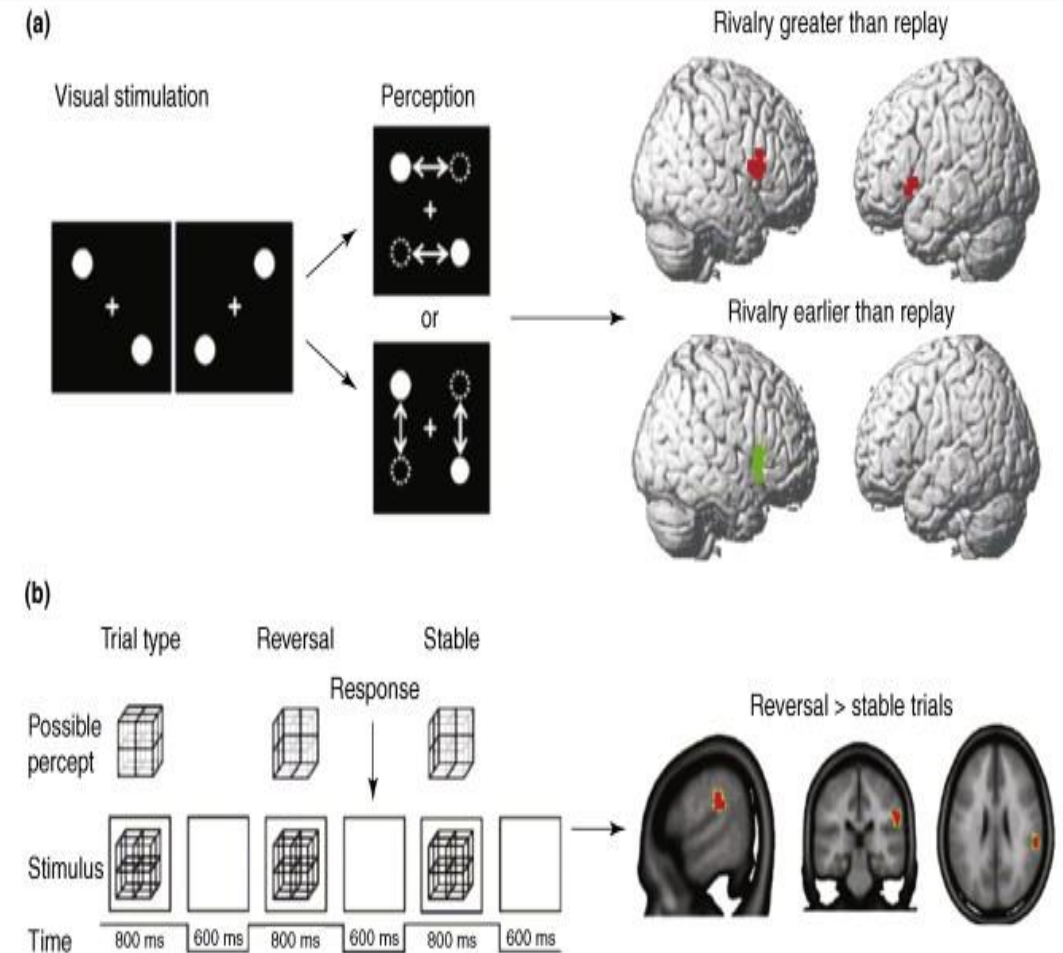 (a)
Rivalry greater than replay
Visual stimulation
Perception
or
Rivalry earlier than replay
(b)
Trial type
Reversal
Stable
Response
Possible
percept
Reversal > stable trials
Stimulus
Time
800 ms
600 ms
800 ms
600 ms
800 ms
600 ms